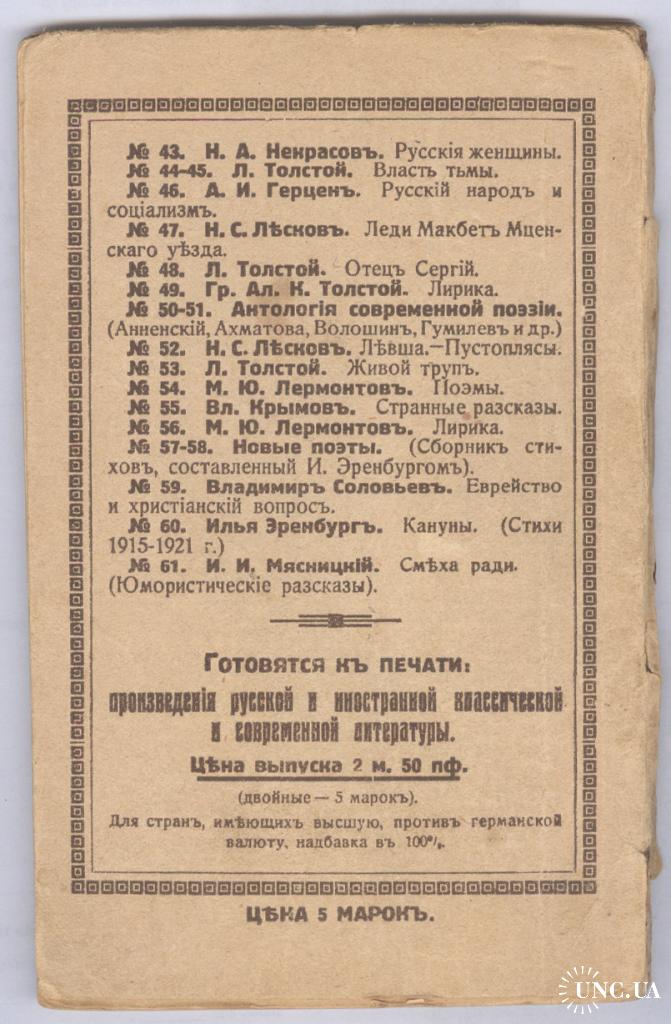 № 43. Н. А. Некрасовъ. Русскія женщины.
№ 44-45. Л. Толстой. Власть тьмы.
№ 46. А. И. Герценъ. Русскій народъ и
соціализмъ.
№ 47. Н. С. Лѣсковъ. Леди Макбетъ Мцен-
скаго уѣзда.
№ 48. Л. Толстой. Отецъ Сергій.
№ 49. Гр. Ал. К. Толстой. Лирика.
№ 50-51. Антологія современной поэзіи.
(Анненскій, Ахматова, Волошинъ, Гумилевъ и др.)
№ 52. Н. С. Лѣсковъ. Лѣвша.—Пустоплясы.
№ 53. Л. Толстой. Живой трупъ.
№ 54. М. Ю. Лермонтовъ. Поэмы.
№ 55. Вл. Крымовъ. Странные разсказы.
№ 56. М. Ю. Лермонтовъ. Лирика.
№ 57-58. Новые поэты. (Сборникъ сти-
ховъ, составленный И. Эренбургомъ).
№ 59. Владимиръ Соловьевъ. Еврейство
и христіанскій вопросъ.
№ 60. Илья Эренбургъ. Кануны. (Стихи
1915-1921 г.)
№ 61. И. И. Мясницкій. Смѣха ради.
(Юмористическіе разсказы).
Готовятся къ печати:
произведенія русской и иностранной классической
и современной литературы.
Цѣна выпуска 2 м. 50 пф.
(двойные — 5 марокъ).
Для странъ, имѣющихъ высшую, противъ германской
валюту, надбавка въ 100%.
ЦѢНА 5 МАРОКЪ.
UNC.UA